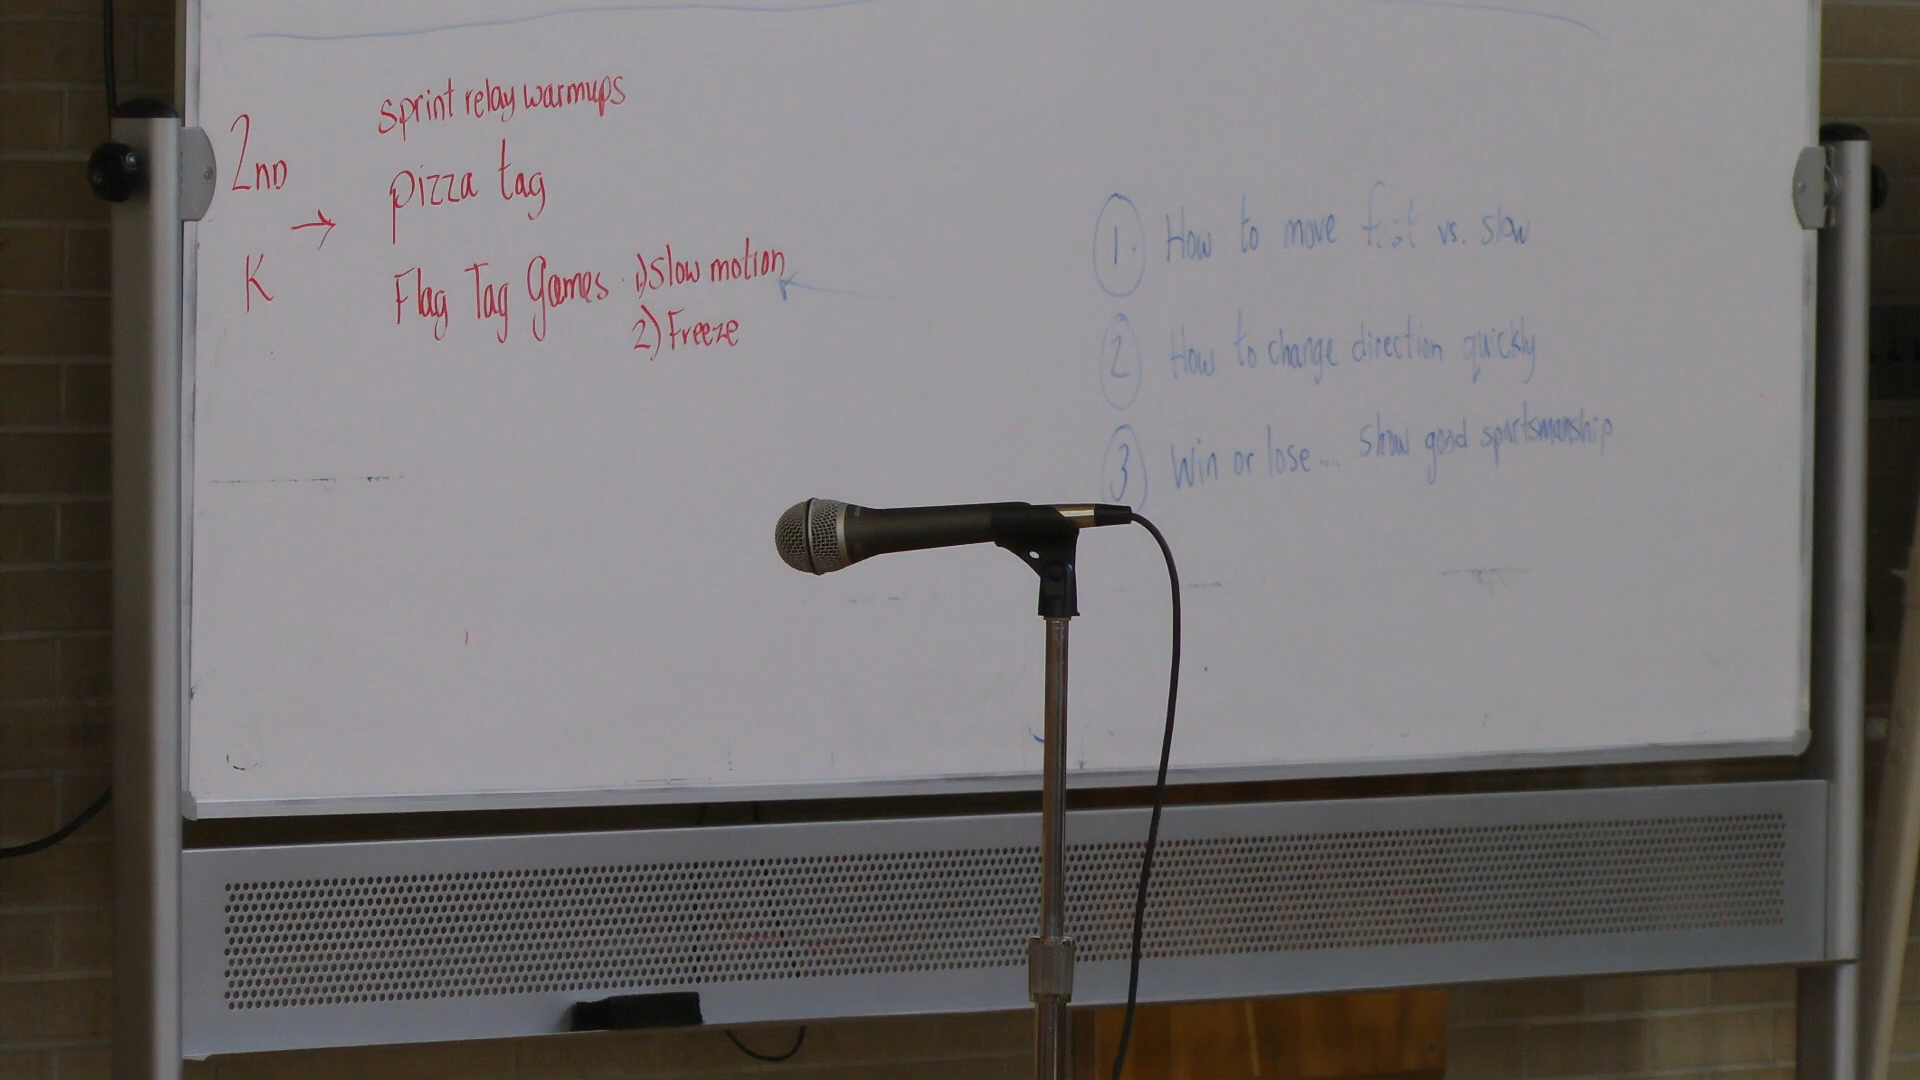 sprint relay warmups
2ND
pizza tag
→
K
Flag Tag Games 1) Slow motion
2) Freeze
1. How to move fast vs. slow
2 How to change direction quickly
3 Win or lose.... show good sportsmanship